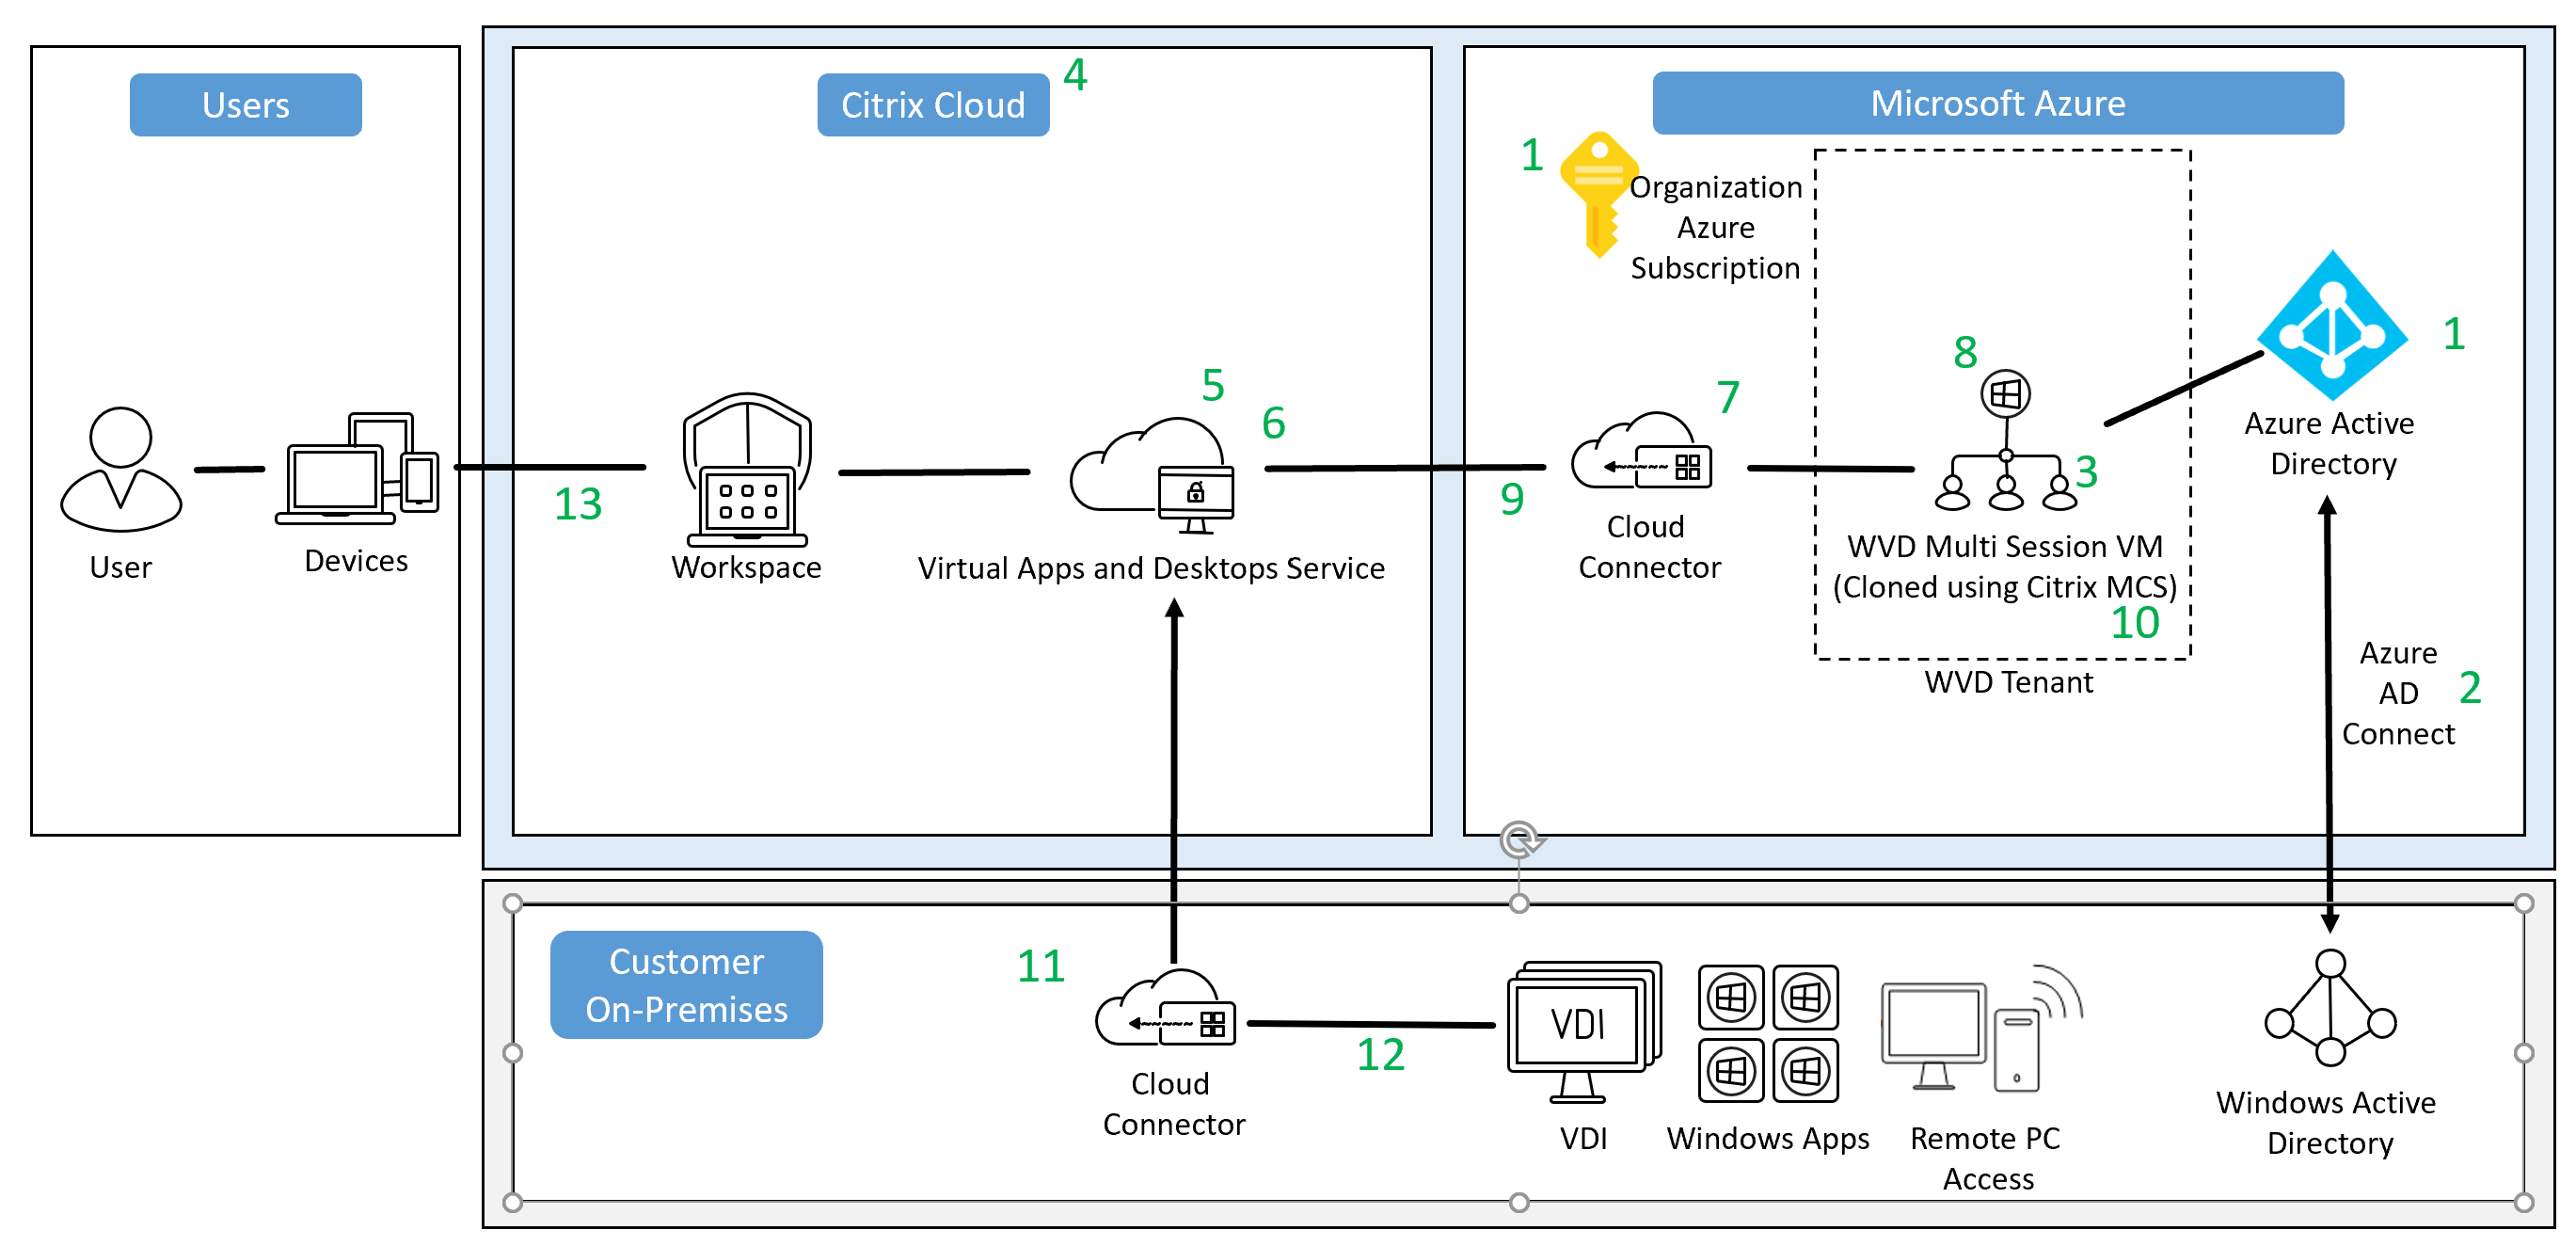 Users
Citrix Cloud
4
Microsoft Azure
1
Organization
Azure
Subscription
User
Devices
13
Workspace
5
6
Virtual Apps and Desktops Service
9
7
Cloud
Connector
8
3
WVD Multi Session VM
(Cloned using Citrix MCS)
10
WVD Tenant
1
Azure Active
Directory
Azure
AD
Connect
2
Customer
On-Premises
11
Cloud
Connector
12
VDI
VDI
Windows Apps
Remote PC
Access
Windows Active
Directory